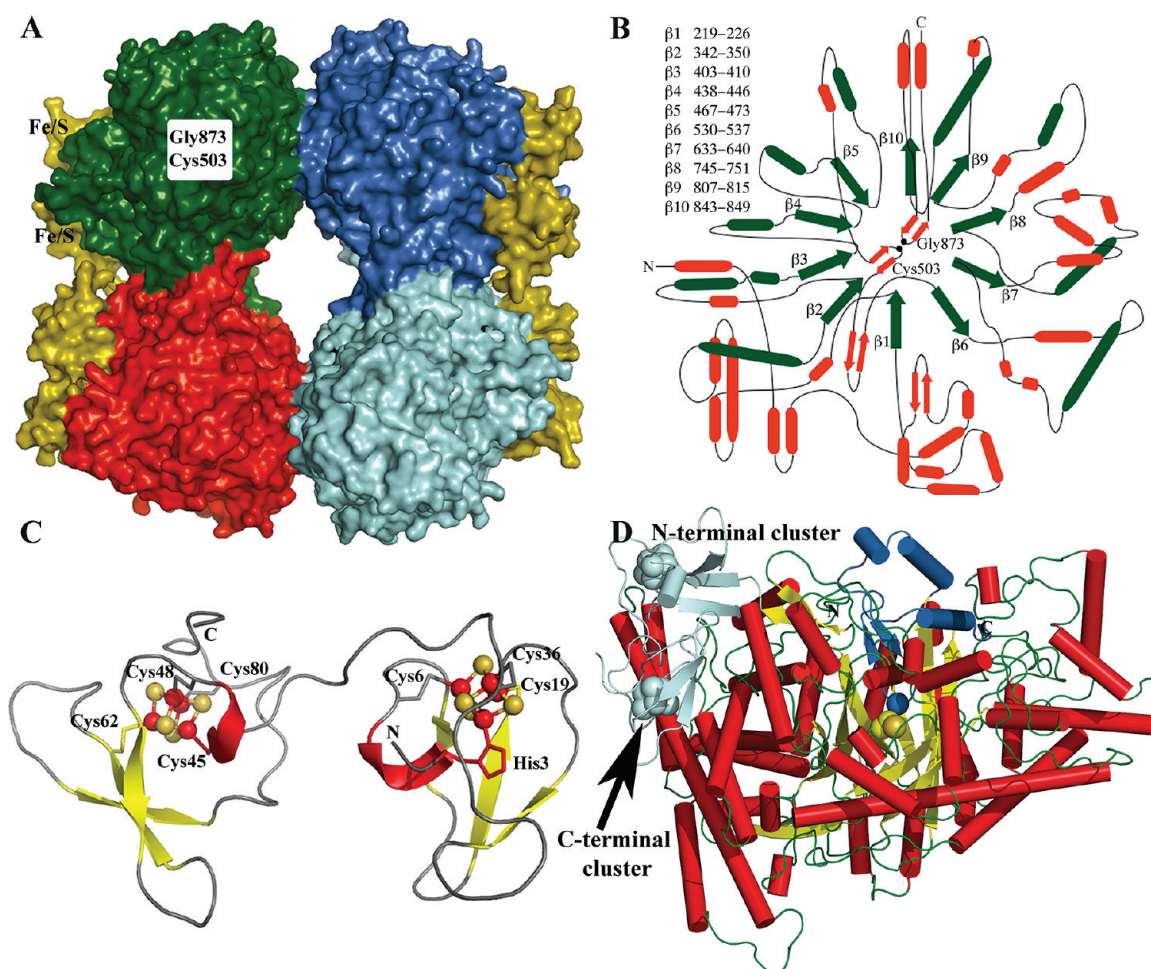 A
Fe/S
Gly873
Cys503
Fe/S
B
β1 219–226
β2 342–350
β3 403–410
β4 438–446
β5 467–473
β6 530–537
β7 633–640
β8 745–751
β9 807–815
β10 843–849
C
β10
β9
β5
β8
β4
Gly873
β3
Cys503
N
β7
β2
β1
β6
C
C
Cys48
Cys80
Cys62
Cys45
Cys36
Cys6
Cys19
N
His3
D
N-terminal cluster
N
C
C-terminal
cluster